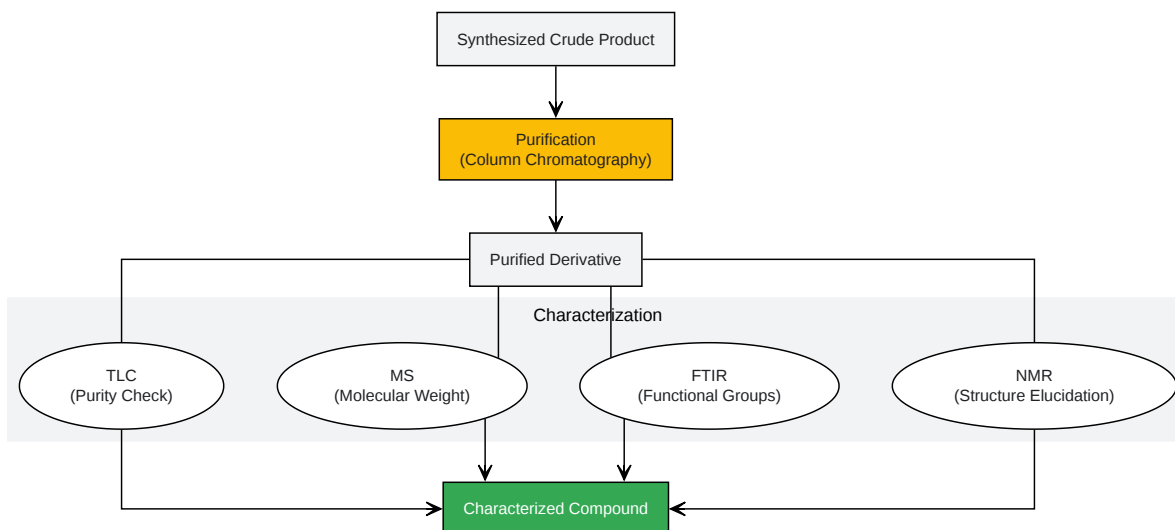 Synthesized Crude Product
Purification
(Column Chromatography)
Purified Derivative
Characterization
TLC
(Purity Check)
MS
(Molecular Weight)
FTIR
(Functional Groups)
NMR
(Structure Elucidation)
Characterized Compound